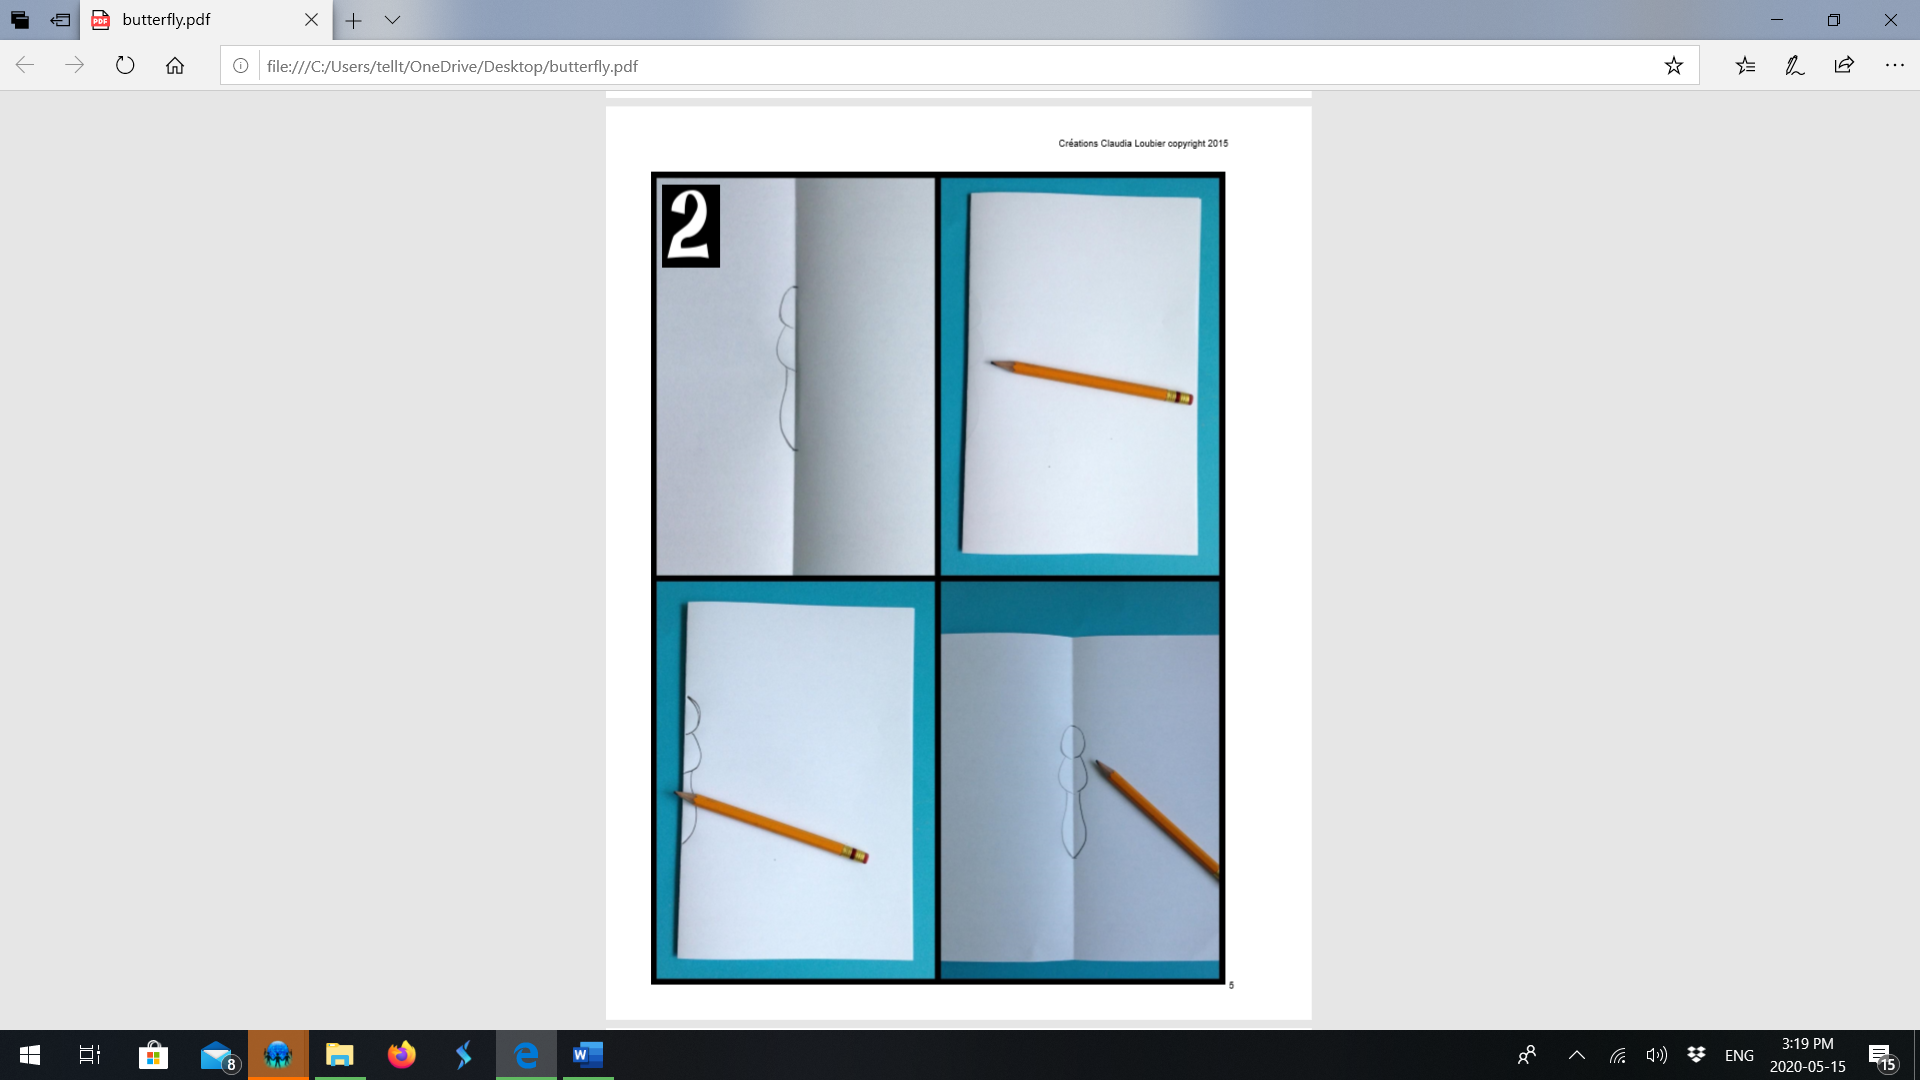 butterfly.pdf
file:///C:/Users/tellt/OneDrive/Desktop/butterfly.pdf
Créations Claudia Loubier copyright 2015
2
5
8
ENG
3:19 PM
2020-05-15
15